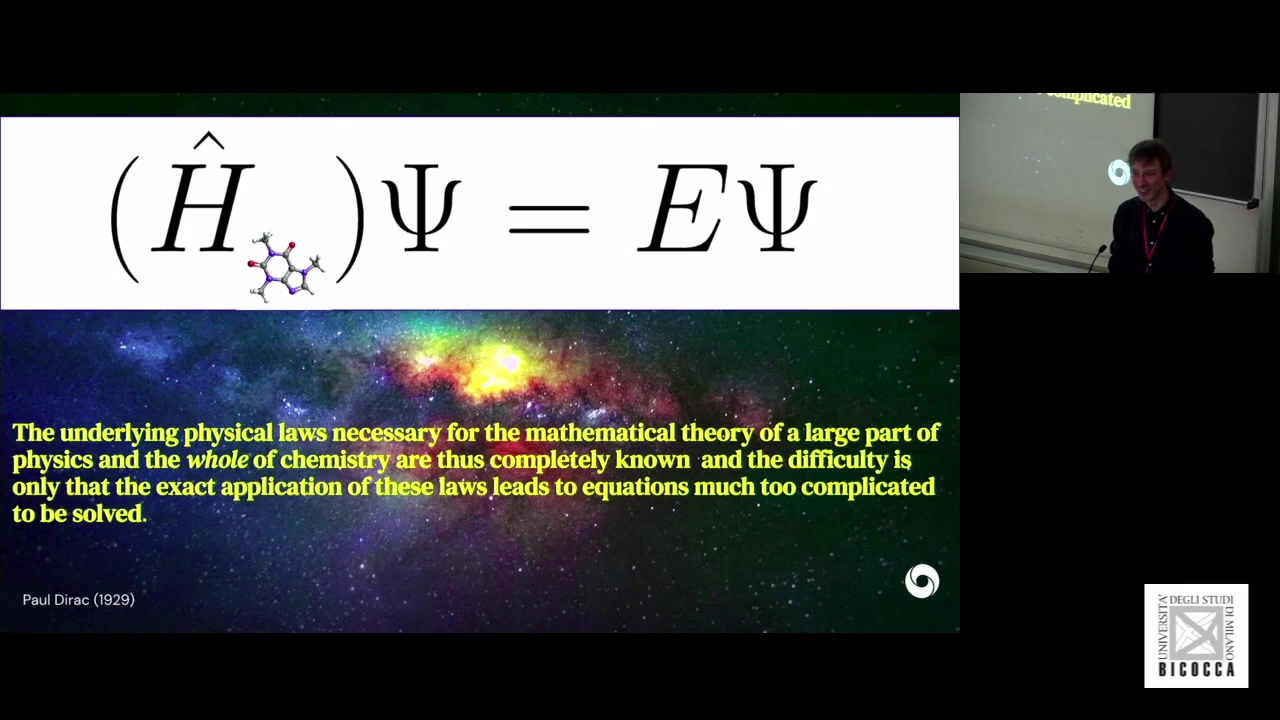 (Ĥ )Ψ = EΨ
The underlying physical laws necessary for the mathematical theory of a large part of
physics and the whole of chemistry are thus completely known and the difficulty is
only that the exact application of these laws leads to equations much too complicated
to be solved.
Paul Dirac (1929)
complicated
UNIVERSITA' DEGLI STUDI DI MILANO
BICOCCA